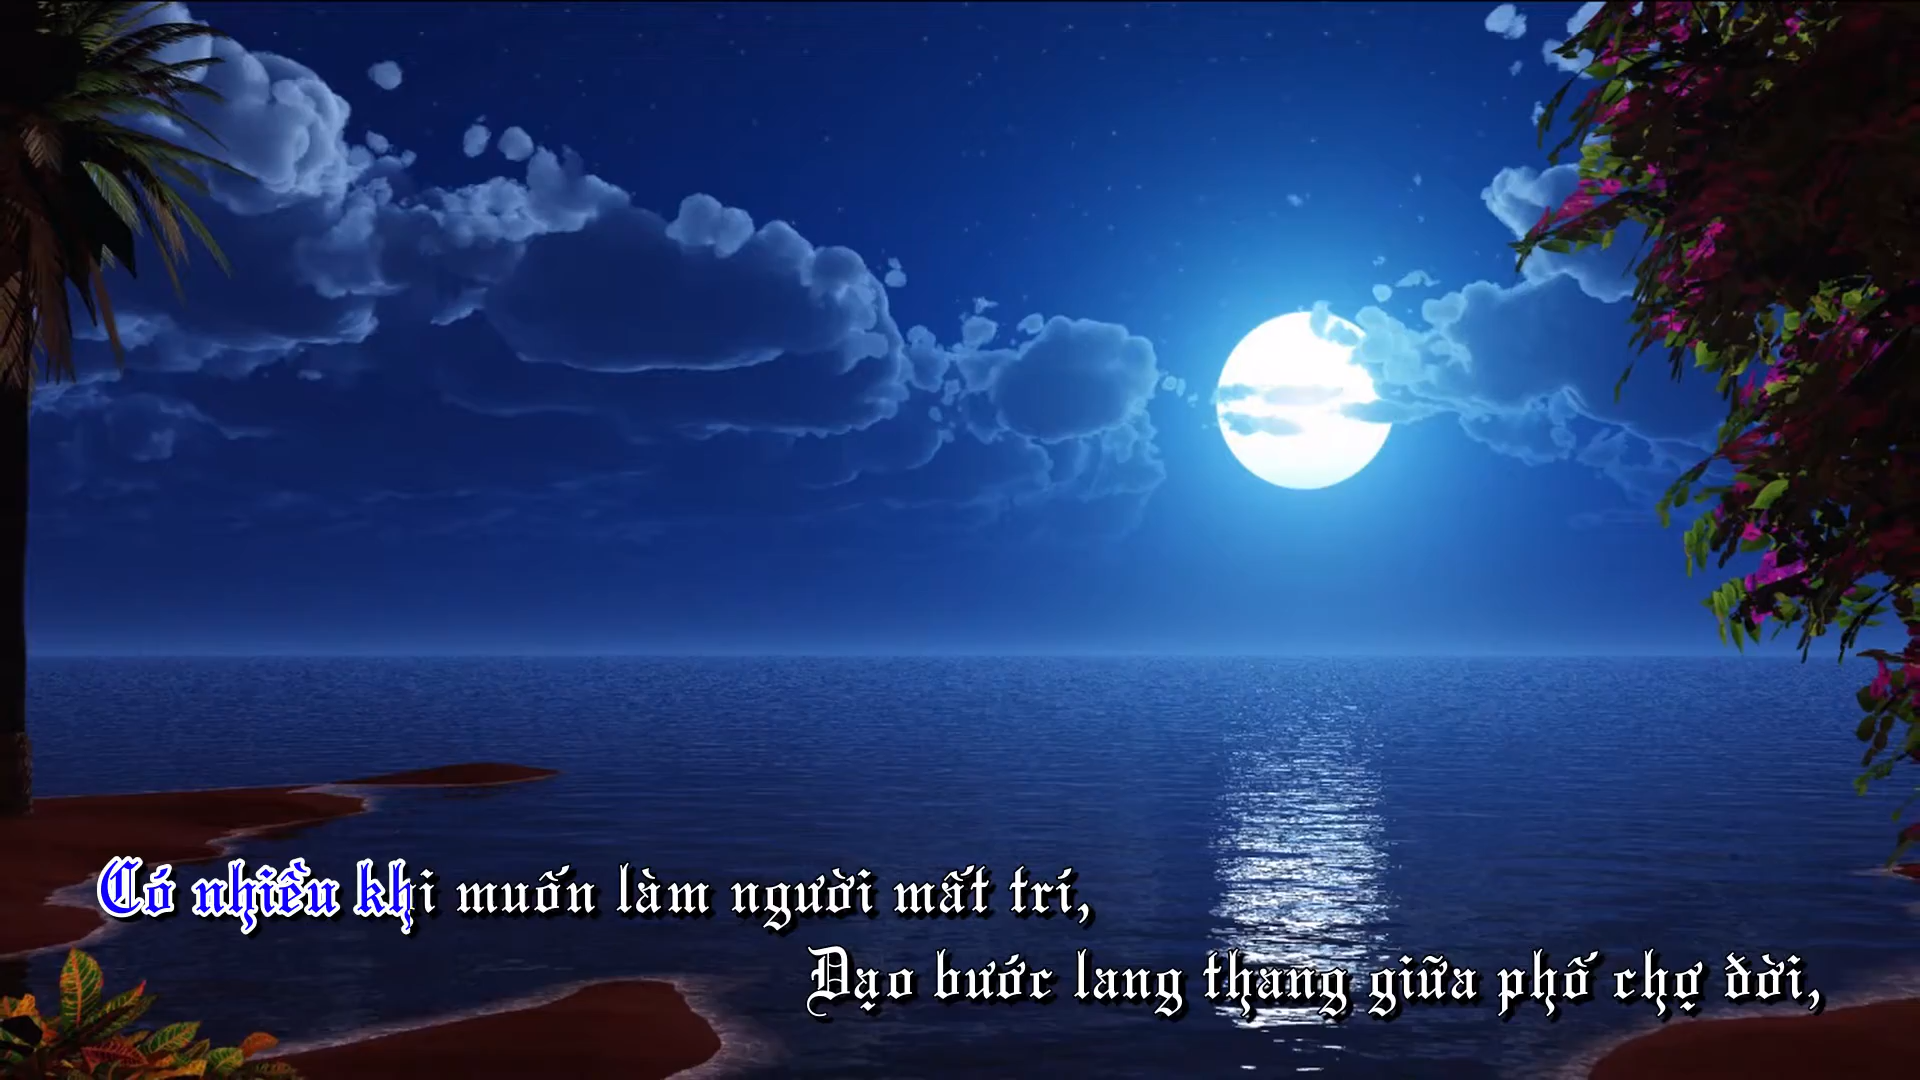 Có nhiều khi muốn làm người mất trí,
Dạo bước lang thang giữa phố chợ đời,